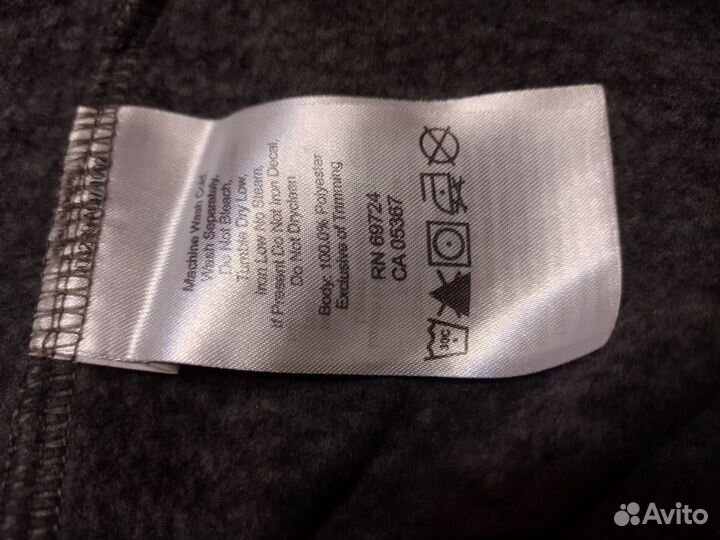 Machine Wash Cold
Wash Separately,
Do Not Bleach,
Tumble Dry Low,
Iron Low No Steam,
If Present Do Not Iron Decal,
Do Not Dryclean
Body: 100.0% Polyester
Exclusive of Trimming
RN 69724
CA 05367
30C
Avito